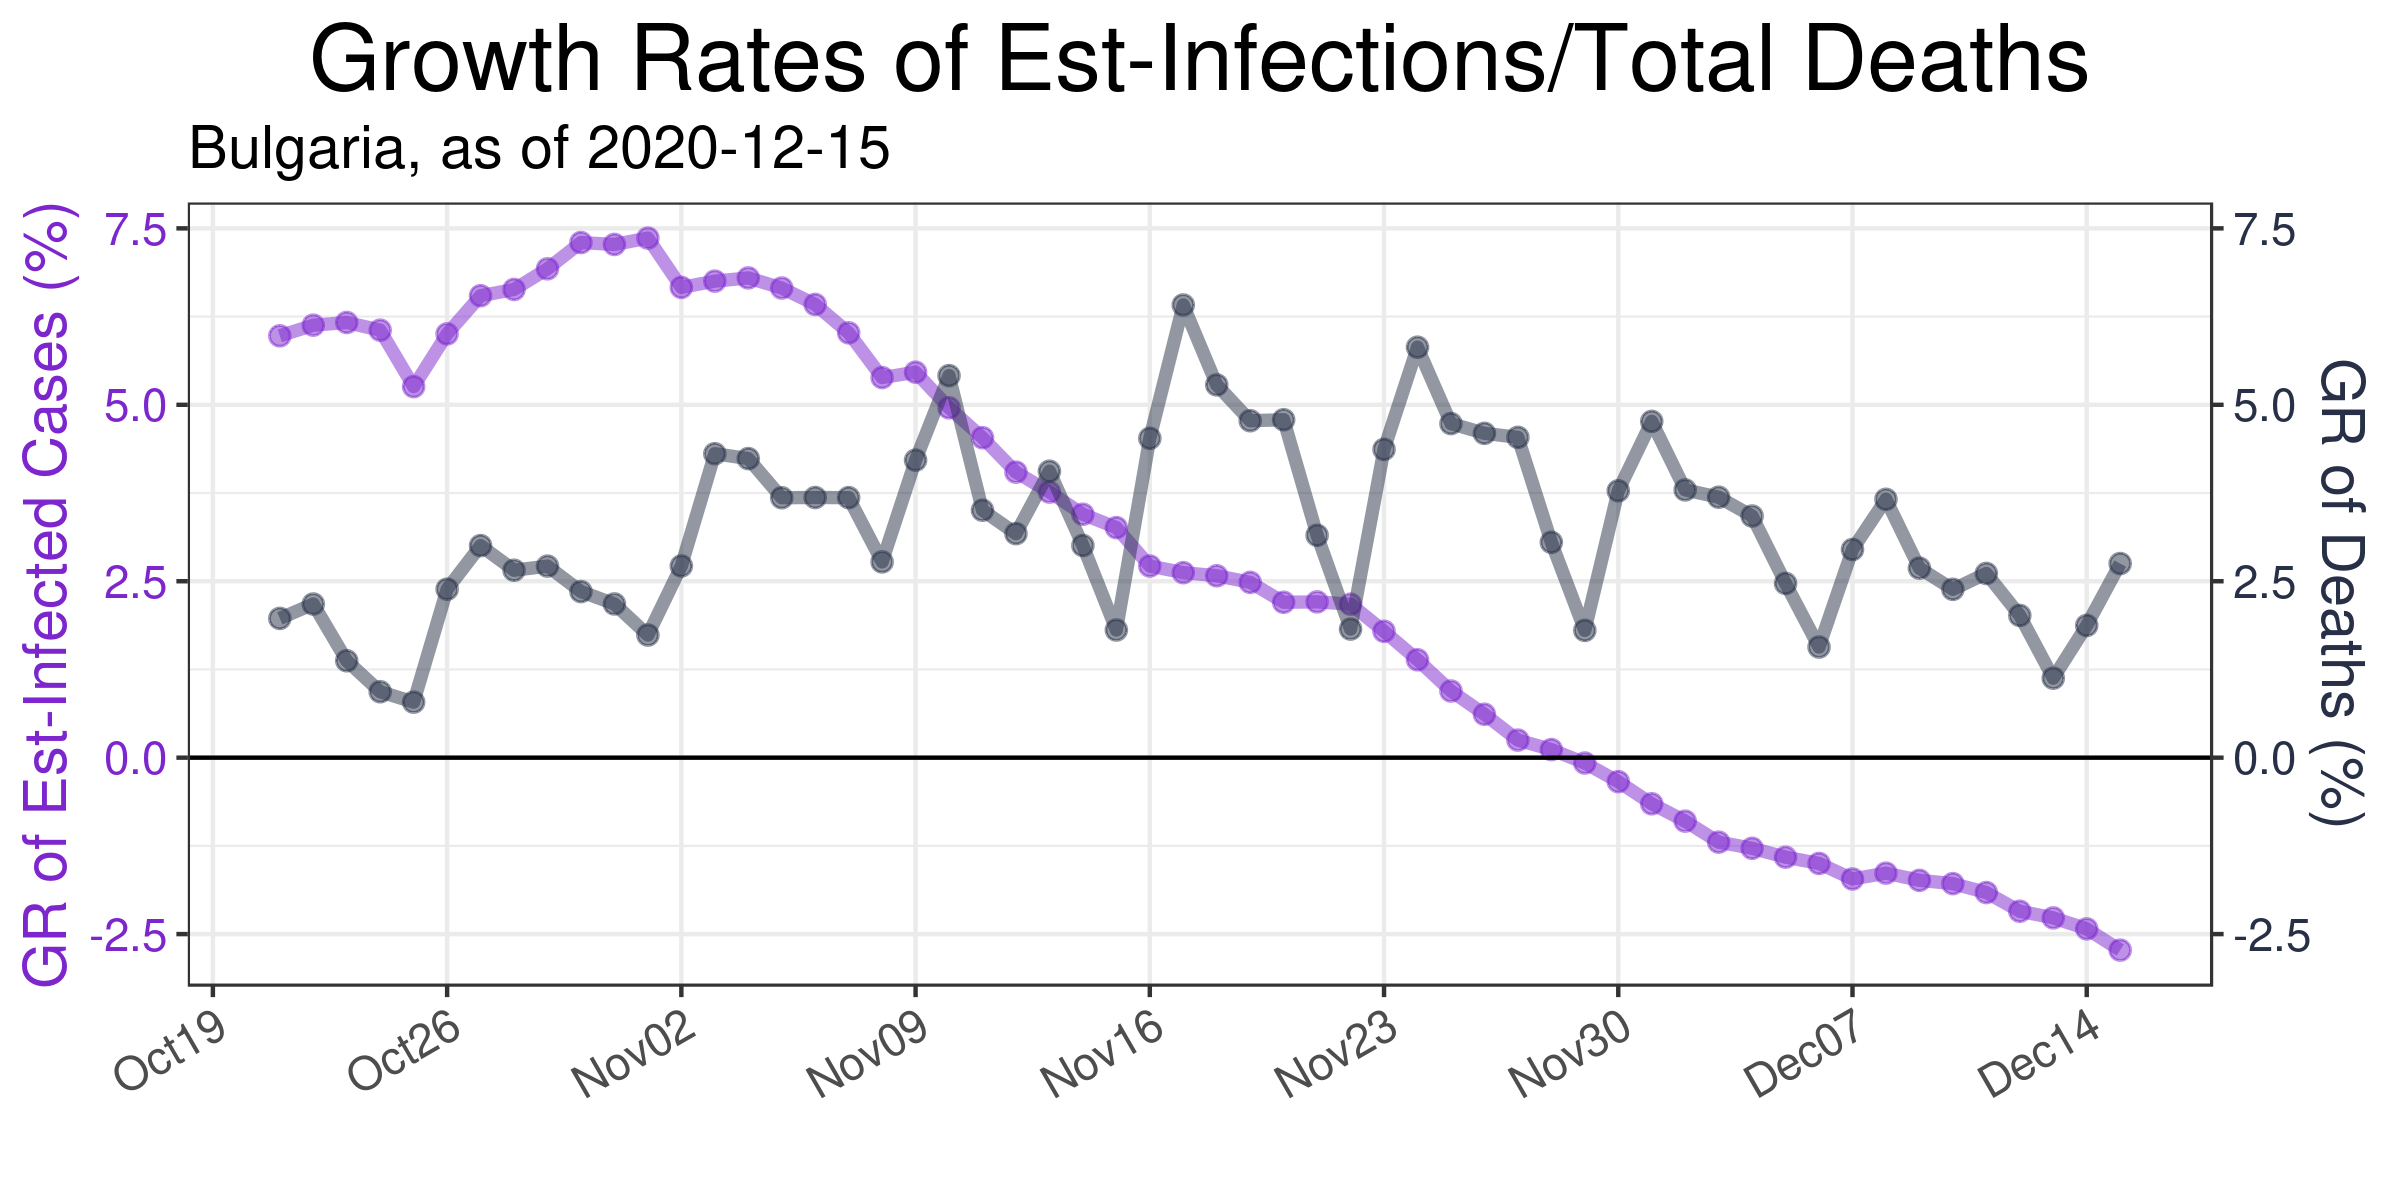 Growth Rates of Est-Infections/Total Deaths
Bulgaria, as of 2020-12-15
GR of Est-Infected Cases (%)
7.5
5.0
2.5
0.0
-2.5
7.5
5.0
2.5
0.0
-2.5
GR of Deaths (%)
Oct19 Oct26 Nov02 Nov09 Nov16 Nov23 Nov30 Dec07 Dec14